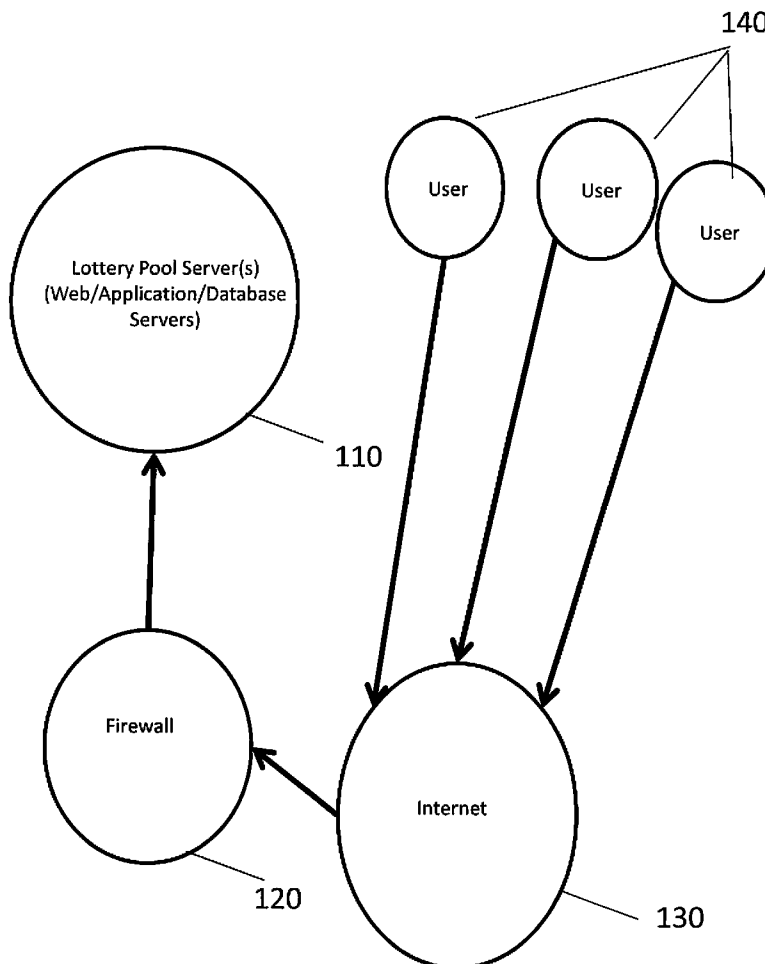 140
User
User
User
Lottery Pool Server(s)
(Web/Application/Database
Servers)
110
Firewall
Internet
120
130